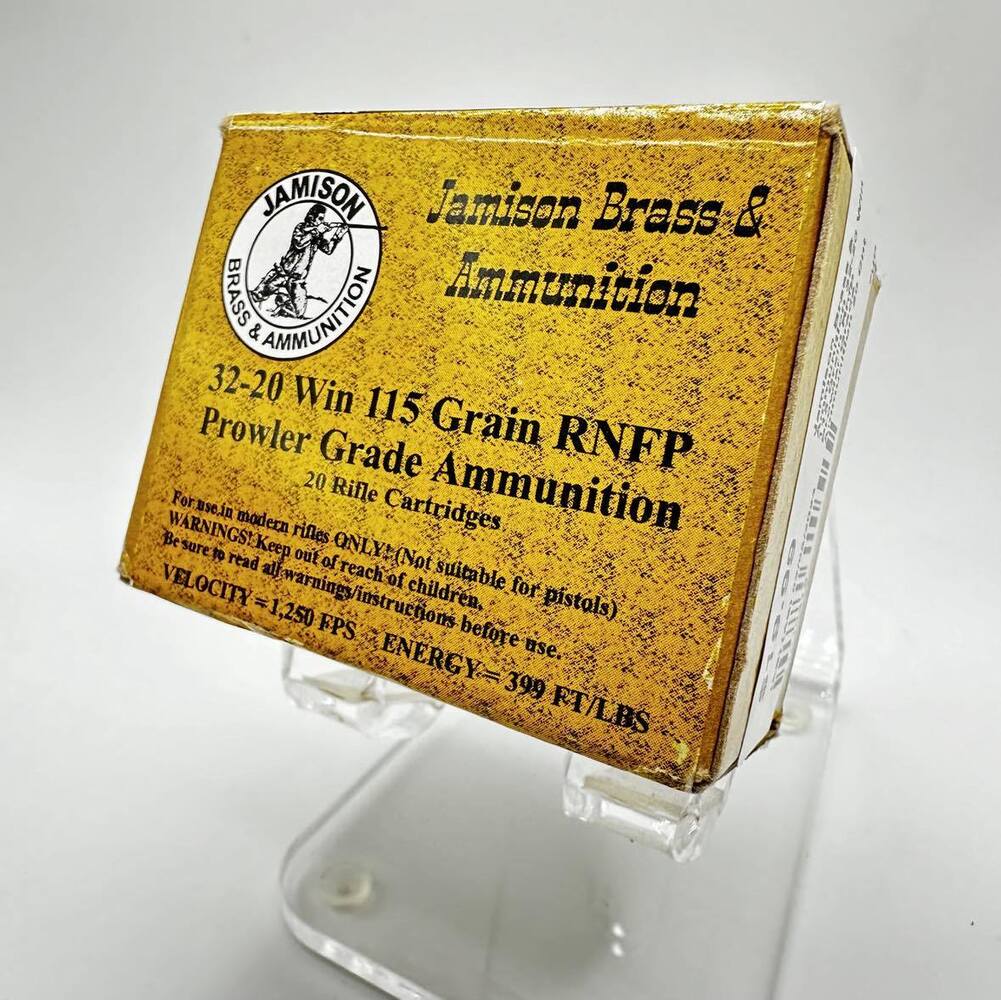 JAMISON
BRASS & AMMUNITION
Jamison Brass &
Ammunition
32-20 Win 115 Grain RNFP
Prowler Grade Ammunition
20 Rifle Cartridges
For use in modern rifles ONLY! (Not suitable for pistols)
WARNINGS! Keep out of reach of children.
Be sure to read all warnings/instructions before use.
VELOCITY = 1,250 FPS ENERGY = 399 FT/LBS